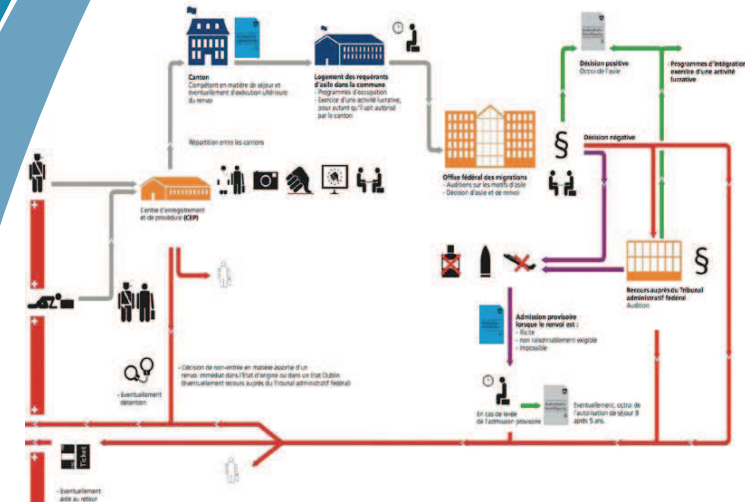 Canton
Compétent en matière de séjour et
éventuellement d'exécution ultérieure
du renvoi
Logement des requérants
d'asile dans la commune
- Programmes d'occupation
- Exercice d'une activité lucrative,
pour autant qu'il soit autorisé
par le canton
Décision positive
Octroi de l'asile
- Programmes d'intégration
exercice d'une activité
lucrative
Répartition entre les cantons
§
Décision négative
Office fédéral des migrations
- Auditions sur les motifs d'asile
- Décision d'asile et de renvoi
Centre d'enregistrement
et de procédure (CEP)
§
Recours auprès du Tribunal
administratif fédéral
Audition
Admission provisoire
lorsque le renvoi est :
- illicite
- non raisonnablement exigible
- impossible
- Décision de non-entrée en matière assortie d'un
renvoi immédiat dans l'Etat d'origine ou dans un Etat Dublin
(éventuellement recours auprès du Tribunal administratif fédéral)
- Eventuellement
détention
En cas de levée
de l'admission provisoire
Eventuellement, octroi de
l'autorisation de séjour B
après 5 ans.
Ticket
- Eventuellement
aide au retour